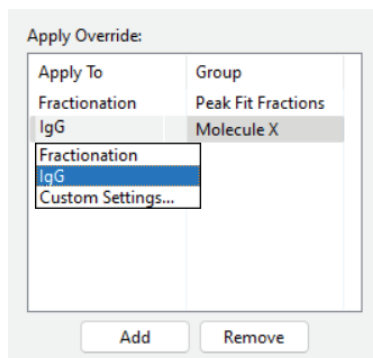 Apply Override:
Apply To Group
Fractionation Peak Fit Fractions
IgG Molecule X
Fractionation
IgG
Custom Settings...
Add Remove